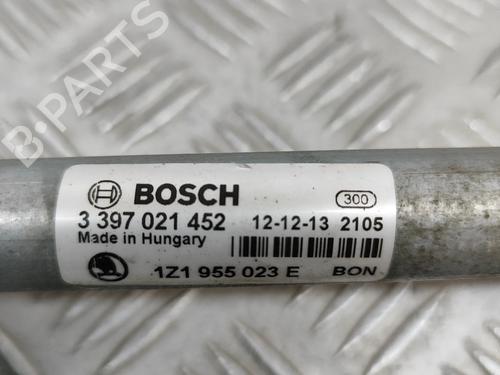 B-PARTS
BOSCH
300
3 397 021 452 12-12-13 2105
Made in Hungary
1Z1 955 023 E BON